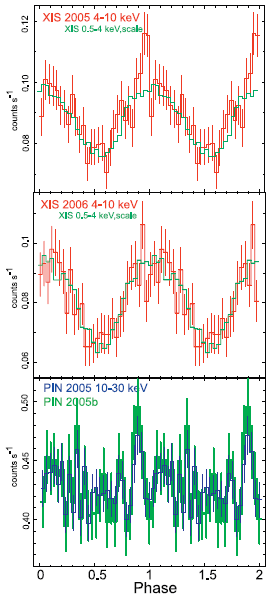 XIS 2005 4-10 keV
XIS 0.5-4 keV,scale
0.12
0.10
0.08
counts s-1
XIS 2006 4-10 keV
XIS 0.5-4 keV,scale
0.1
0.08
0.06
counts s-1
PIN 2005 10-30 keV
PIN 2005b
0.50
0.45
0.40
counts s-1
0 0.5 1 1.5 2
Phase